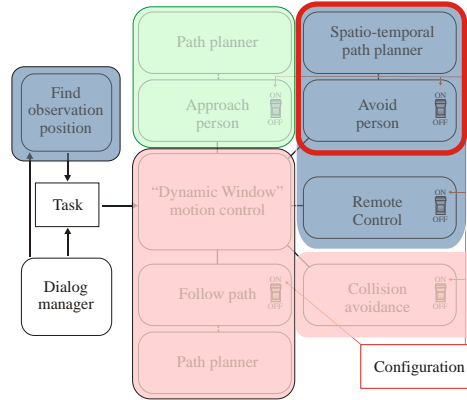 Path planner
Spatio-temporal
path planner
Find
observation
position
Approach
person
ON
OFF
Avoid
person
ON
OFF
Task
“Dynamic Window”
motion control
Remote
Control
ON
OFF
Dialog
manager
Follow path
ON
OFF
Collision
avoidance
ON
OFF
Path planner
Configuration